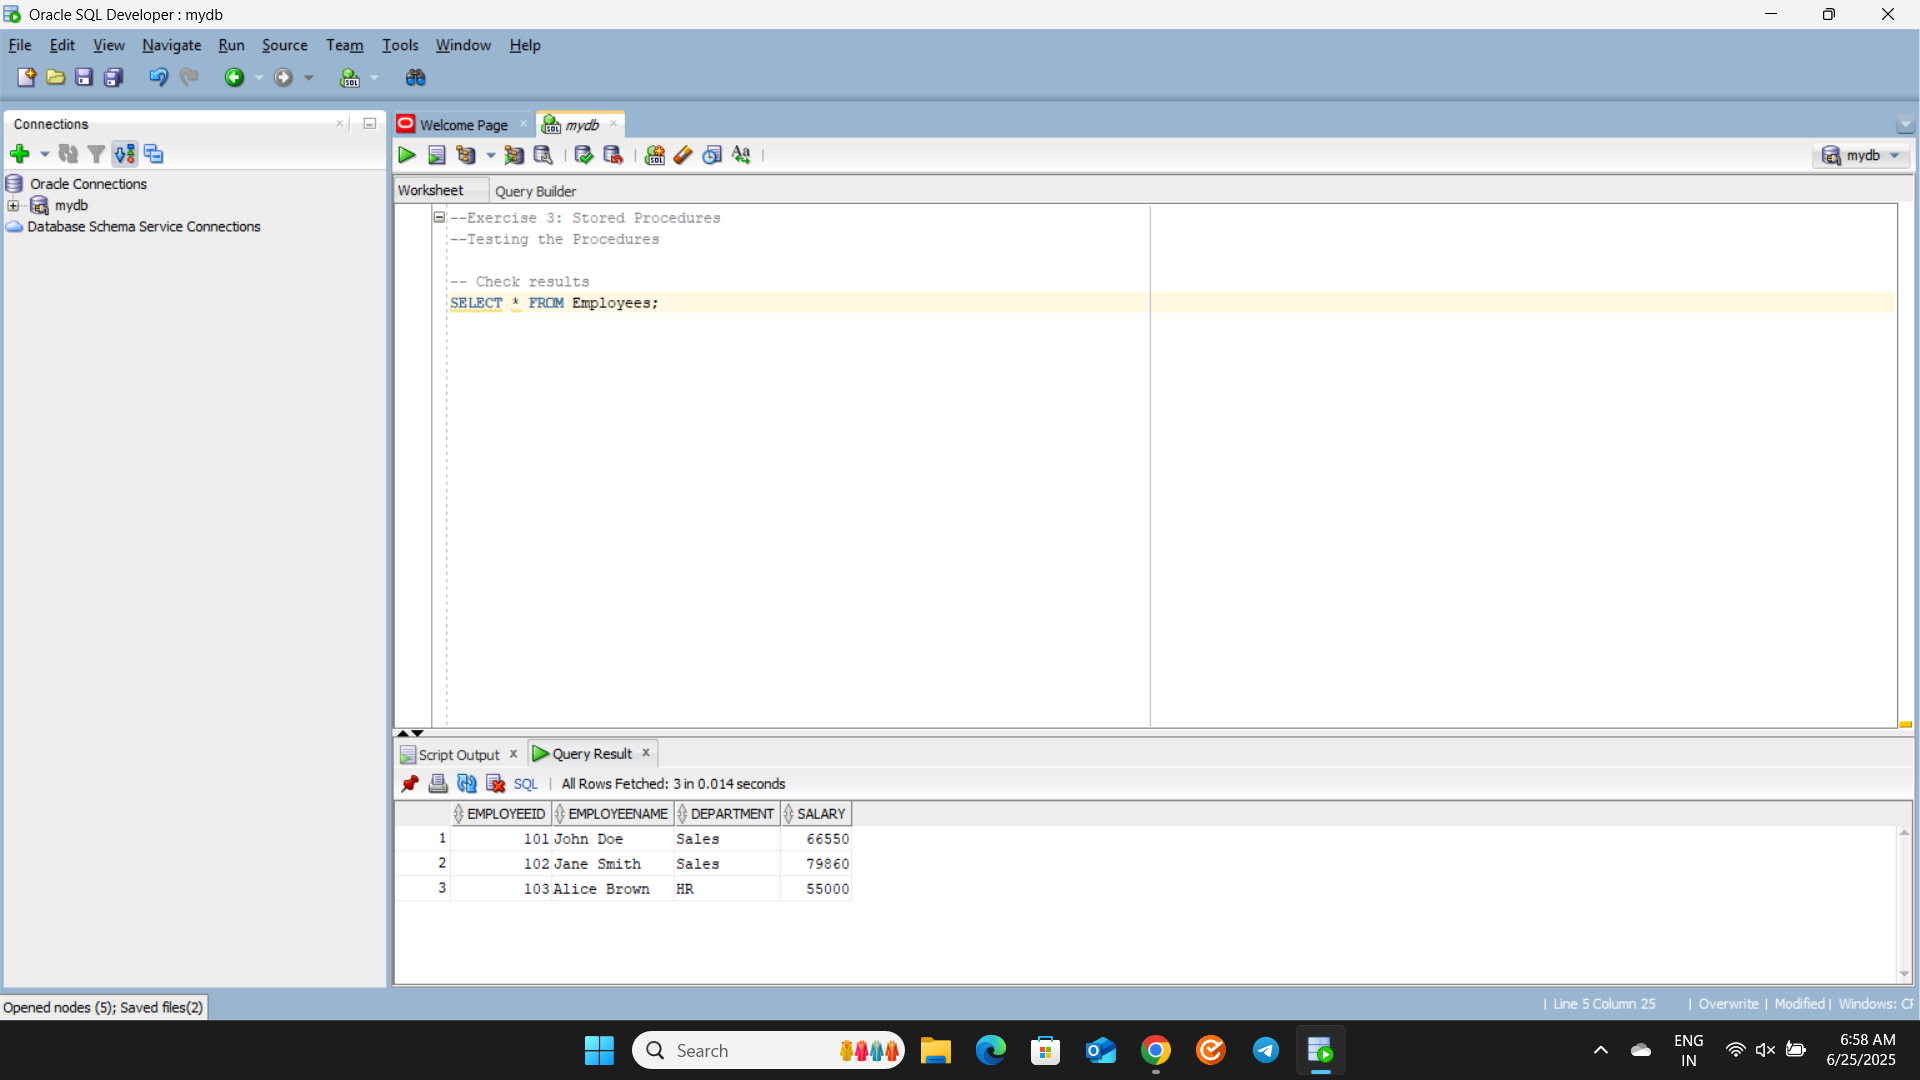 Oracle SQL Developer : mydb
File Edit View Navigate Run Source Team Tools Window Help
Connections
Oracle Connections
mydb
Database Schema Service Connections
Welcome Page
mydb
mydb
Worksheet Query Builder
--Exercise 3: Stored Procedures
--Testing the Procedures
-- Check results
SELECT * FROM Employees;
Script Output Query Result
SQL | All Rows Fetched: 3 in 0.014 seconds
EMPLOYEEID EMPLOYEENAME DEPARTMENT SALARY
1 101 John Doe Sales 66550
2 102 Jane Smith Sales 79860
3 103 Alice Brown HR 55000
Opened nodes (5); Saved files(2)
| Line 5 Column 25 | Overwrite | Modified | Windows: CF
Search
ENG
IN
6:58 AM
6/25/2025